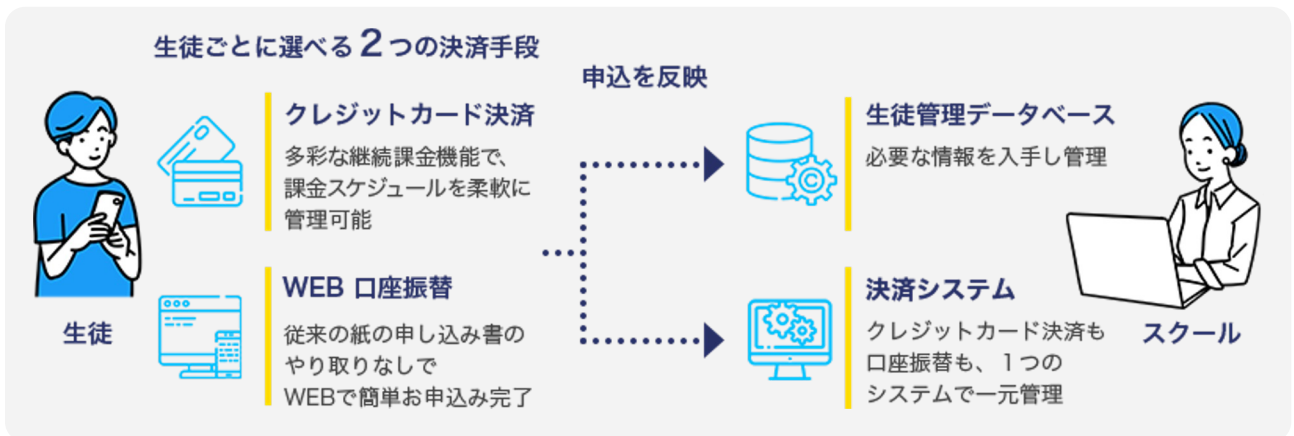 生徒ごとに選べる2つの決済手段
申込を反映
クレジットカード決済
多彩な継続課金機能で、
課金スケジュールを柔軟に
管理可能
WEB 口座振替
従来の紙の申し込み書の
やり取りなしで
WEBで簡単お申込み完了
生徒
生徒管理データベース
必要な情報を入手し管理
決済システム
クレジットカード決済も
口座振替も、1つの
システムで一元管理
スクール